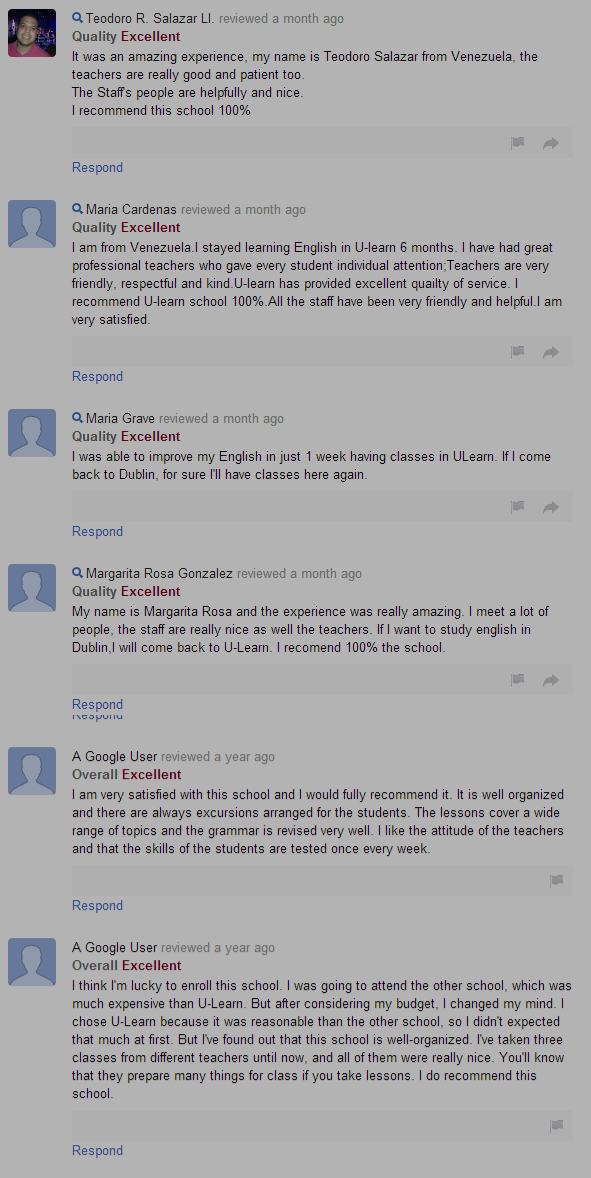 Teodoro R. Salazar Ll. reviewed a month ago
Quality Excellent
It was an amazing experience, my name is Teodoro Salazar from Venezuela, the
teachers are really good and patient too.
The Staff's people are helpfully and nice.
I recommend this school 100%
Respond
Maria Cardenas reviewed a month ago
Quality Excellent
I am from Venezuela.I stayed learning English in U-learn 6 months. I have had great
professional teachers who gave every student individual attention;Teachers are very
friendly, respectful and kind.U-learn has provided excellent quailty of service. I
recommend U-learn school 100%.All the staff have been very friendly and helpful.I am
very satisfied.
Respond
Maria Grave reviewed a month ago
Quality Excellent
I was able to improve my English in just 1 week having classes in ULearn. If I come
back to Dublin, for sure I'll have classes here again.
Respond
Margarita Rosa Gonzalez reviewed a month ago
Quality Excellent
My name is Margarita Rosa and the experience was really amazing. I meet a lot of
people, the staff are really nice as well the teachers. If I want to study english in
Dublin,I will come back to U-Learn. I recomend 100% the school.
Respond
Respond
A Google User reviewed a year ago
Overall Excellent
I am very satisfied with this school and I would fully recommend it. It is well organized
and there are always excursions arranged for the students. The lessons cover a wide
range of topics and the grammar is revised very well. I like the attitude of the teachers
and that the skills of the students are tested once every week.
Respond
A Google User reviewed a year ago
Overall Excellent
I think I'm lucky to enroll this school. I was going to attend the other school, which was
much expensive than U-Learn. But after considering my budget, I changed my mind. I
chose U-Learn because it was reasonable than the other school, so I didn't expected
that much at first. But I've found out that this school is well-organized. I've taken three
classes from different teachers until now, and all of them were really nice. You'll know
that they prepare many things for class if you take lessons. I do recommend this
school.
Respond